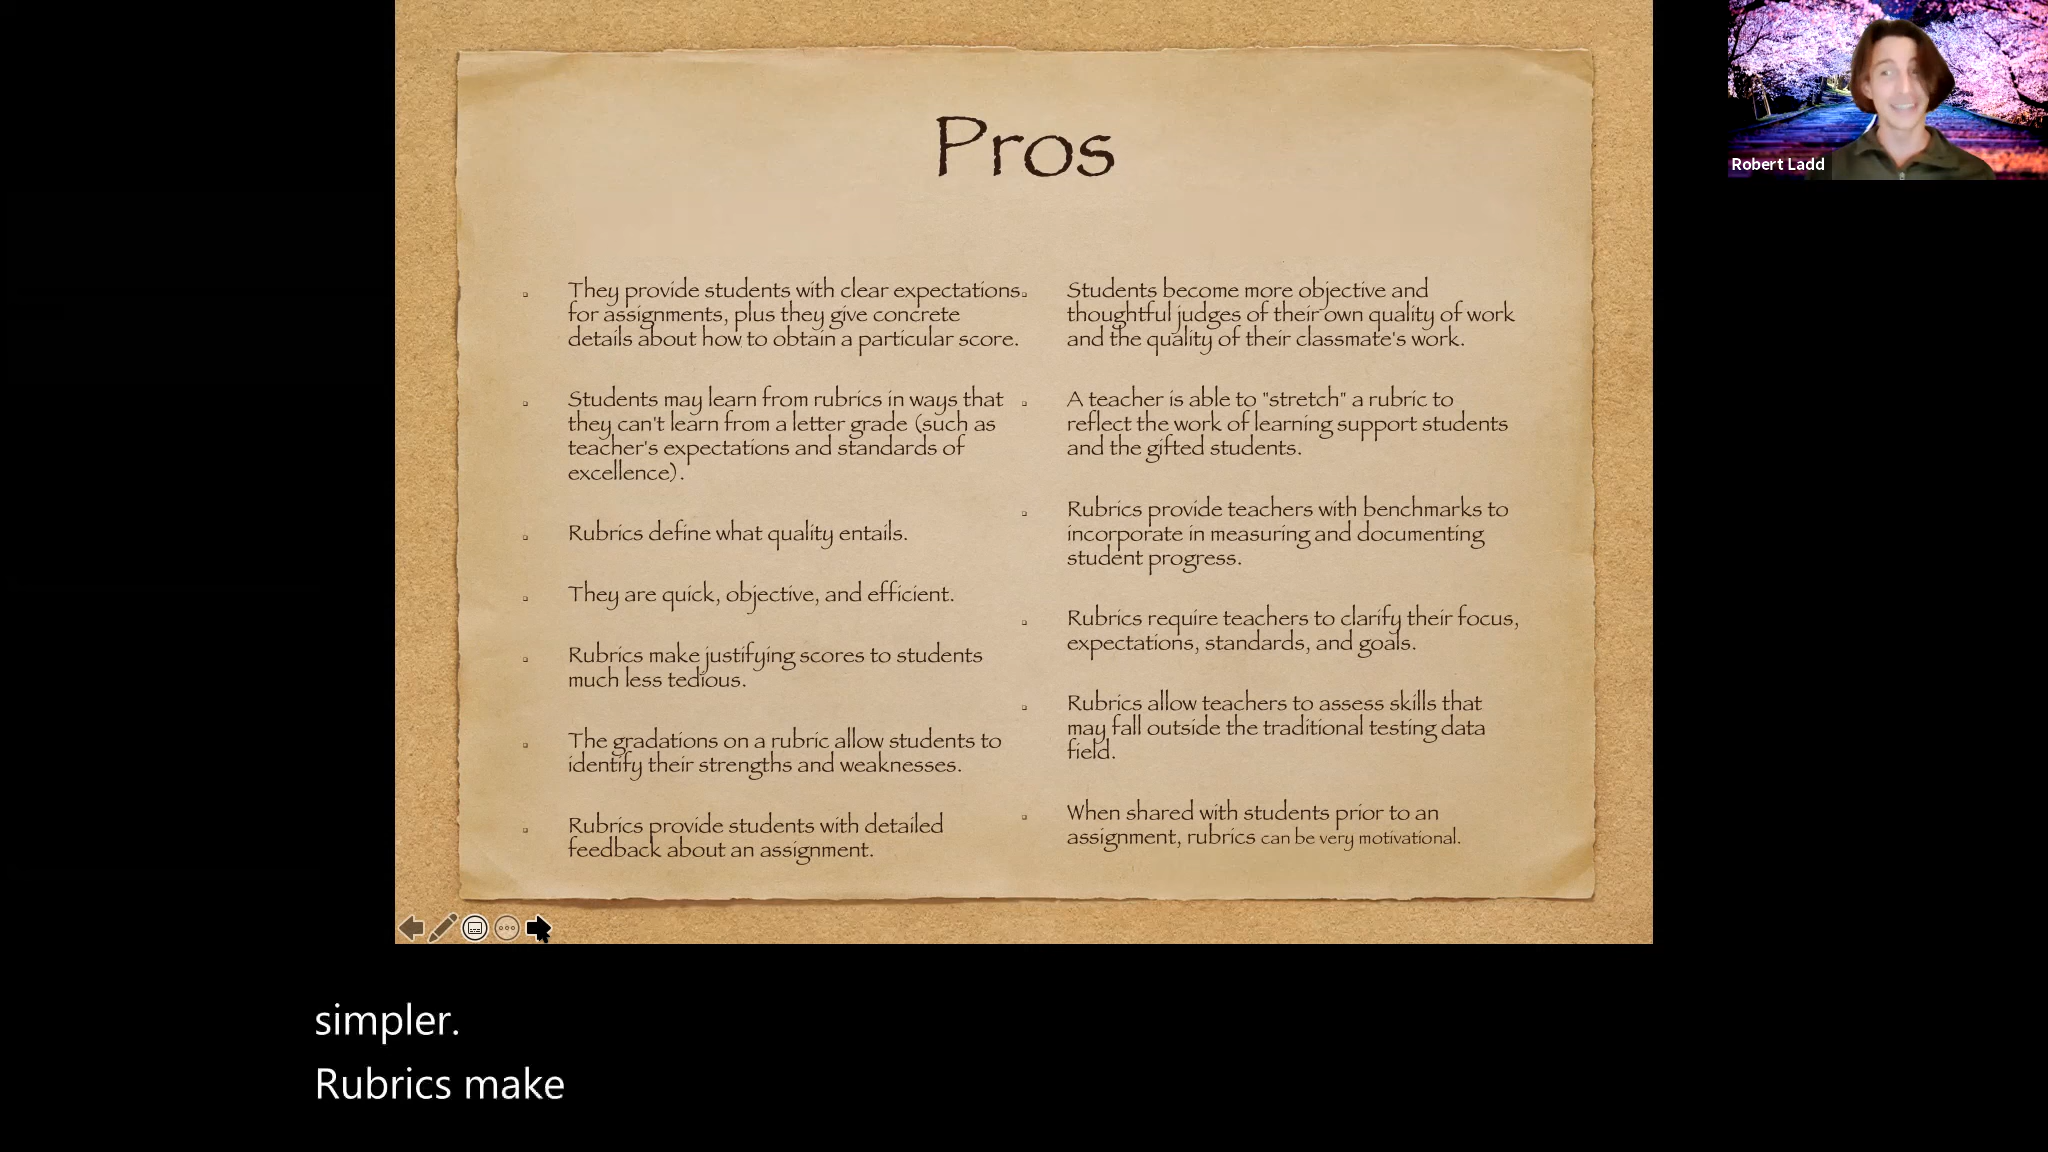 Pros
They provide students with clear expectations
for assignments, plus they give concrete
details about how to obtain a particular score.
Students may learn from rubrics in ways that
they can't learn from a letter grade (such as
teacher's expectations and standards of
excellence).
Rubrics define what quality entails.
They are quick, objective, and efficient.
Rubrics make justifying scores to students
much less tedious.
The gradations on a rubric allow students to
identify their strengths and weaknesses.
Rubrics provide students with detailed
feedback about an assignment.
Students become more objective and
thoughtful judges of their own quality of work
and the quality of their classmate's work.
A teacher is able to "stretch" a rubric to
reflect the work of learning support students
and the gifted students.
Rubrics provide teachers with benchmarks to
incorporate in measuring and documenting
student progress.
Rubrics require teachers to clarify their focus,
expectations, standards, and goals.
Rubrics allow teachers to assess skills that
may fall outside the traditional testing data
field.
When shared with students prior to an
assignment, rubrics can be very motivational.
Robert Ladd
simpler.
Rubrics make